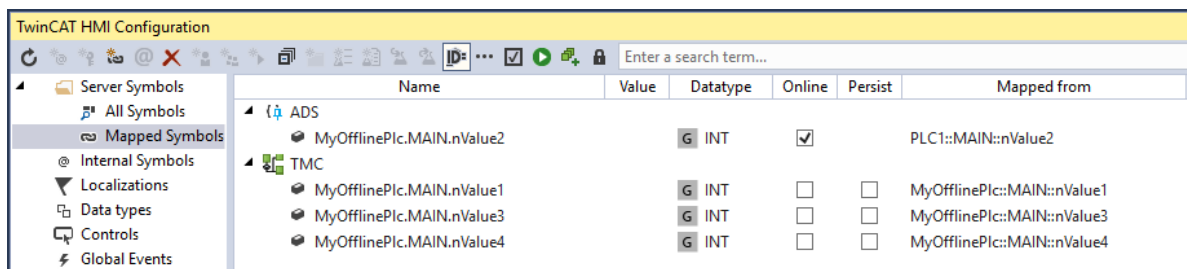 TwinCAT HMI Configuration
ID= Enter a search term...
Server Symbols Name Value Datatype Online Persist Mapped from
All Symbols ADS
Mapped Symbols MyOfflinePlc.MAIN.nValue2 G INT PLC1::MAIN::nValue2
@ Internal Symbols TMC
Localizations MyOfflinePlc.MAIN.nValue1 G INT MyOfflinePlc::MAIN::nValue1
Data types MyOfflinePlc.MAIN.nValue3 G INT MyOfflinePlc::MAIN::nValue3
Controls MyOfflinePlc.MAIN.nValue4 G INT MyOfflinePlc::MAIN::nValue4
Global Events